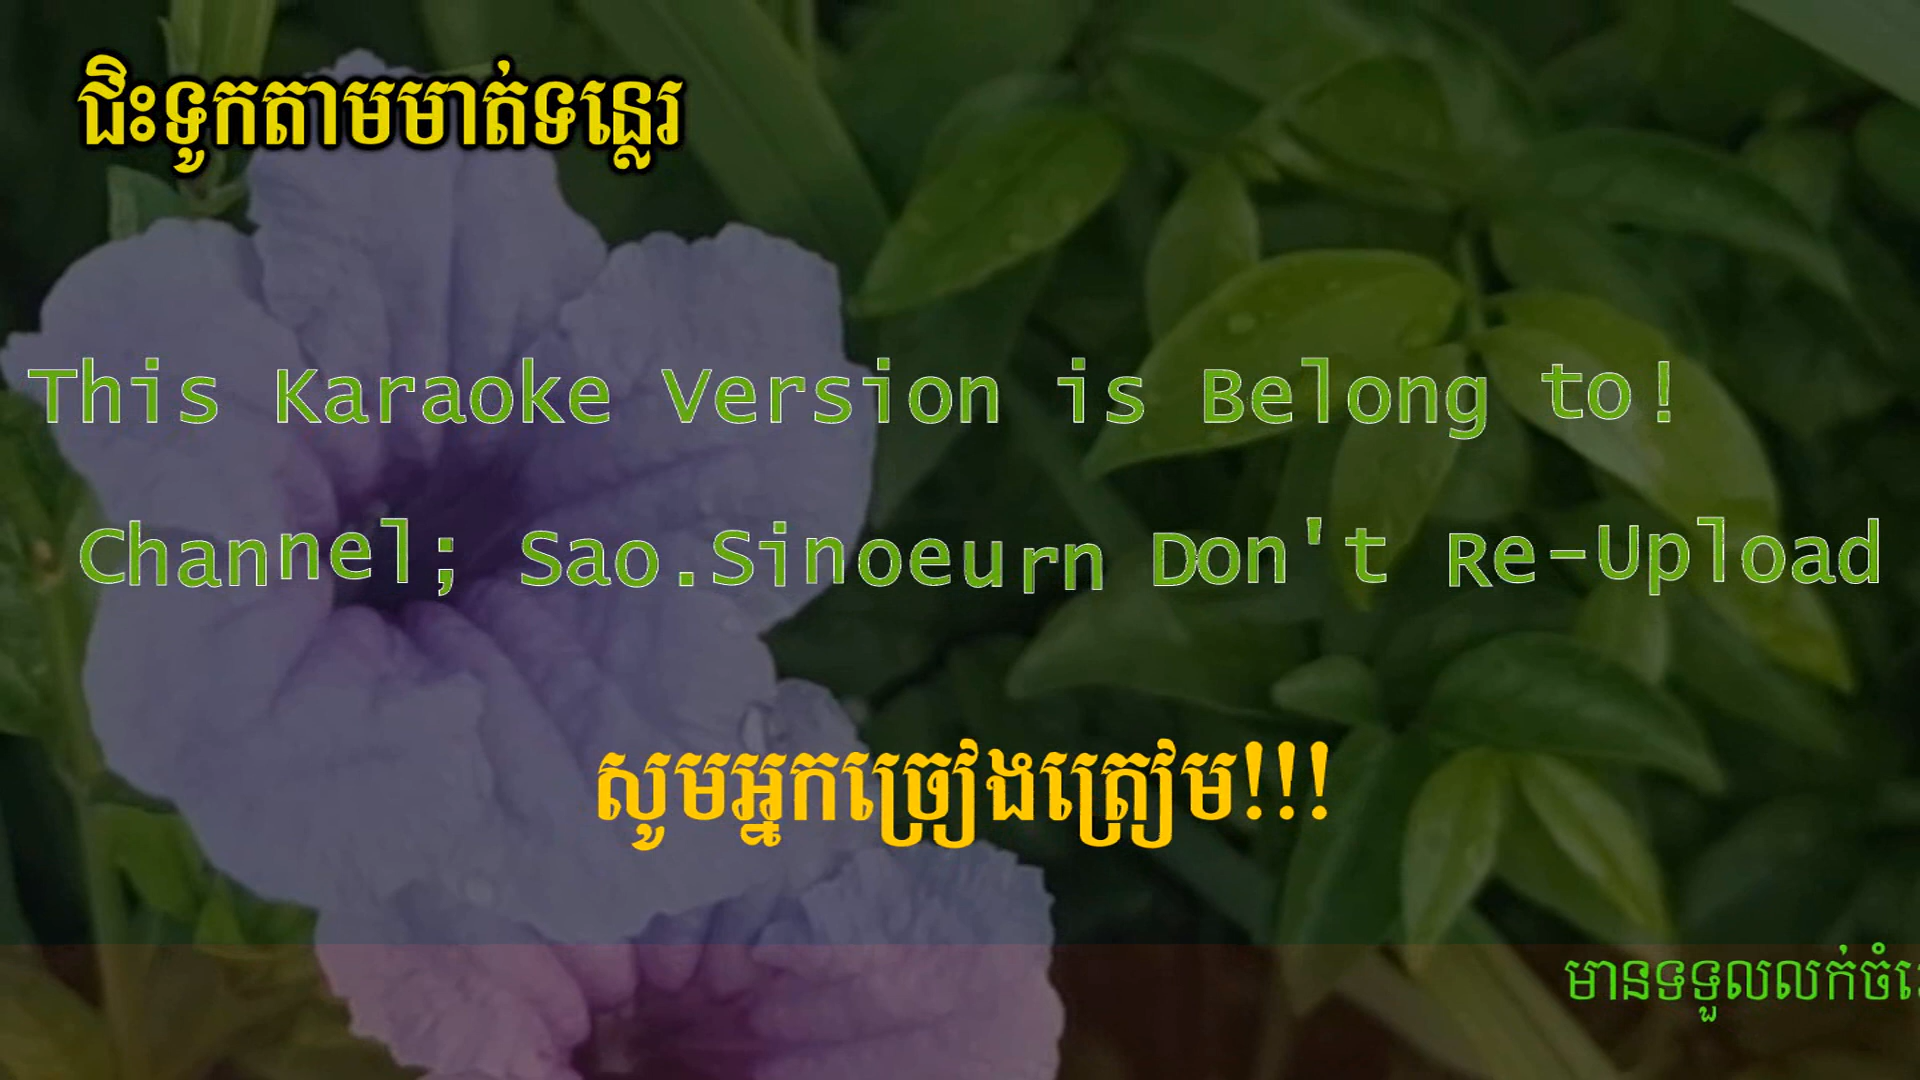 ជិះទូកតាមមាត់ទន្លេរ
This Karaoke Version is Belong to!
Channel; Sao.Sinoeurn Don't Re-Upload
សូមអ្នកច្រៀងត្រៀម!!!
មានទទួលលក់ចំ